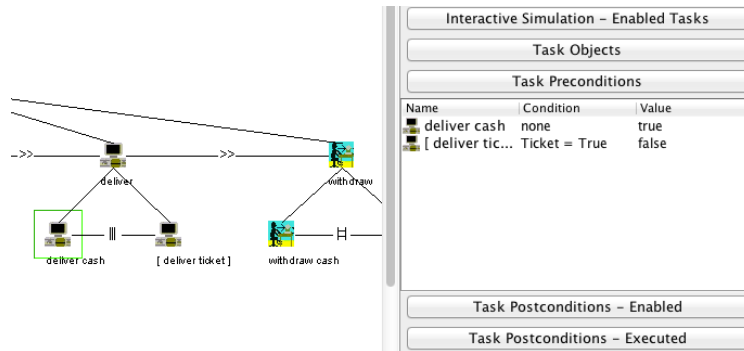 Interactive Simulation – Enabled Tasks
Task Objects
Task Preconditions
Name Condition Value
deliver cash none true
[ deliver tic... Ticket = True false
>> >>
deliver withdraw
||| |=|
deliver cash [ deliver ticket ] withdraw cash
Task Postconditions – Enabled
Task Postconditions – Executed